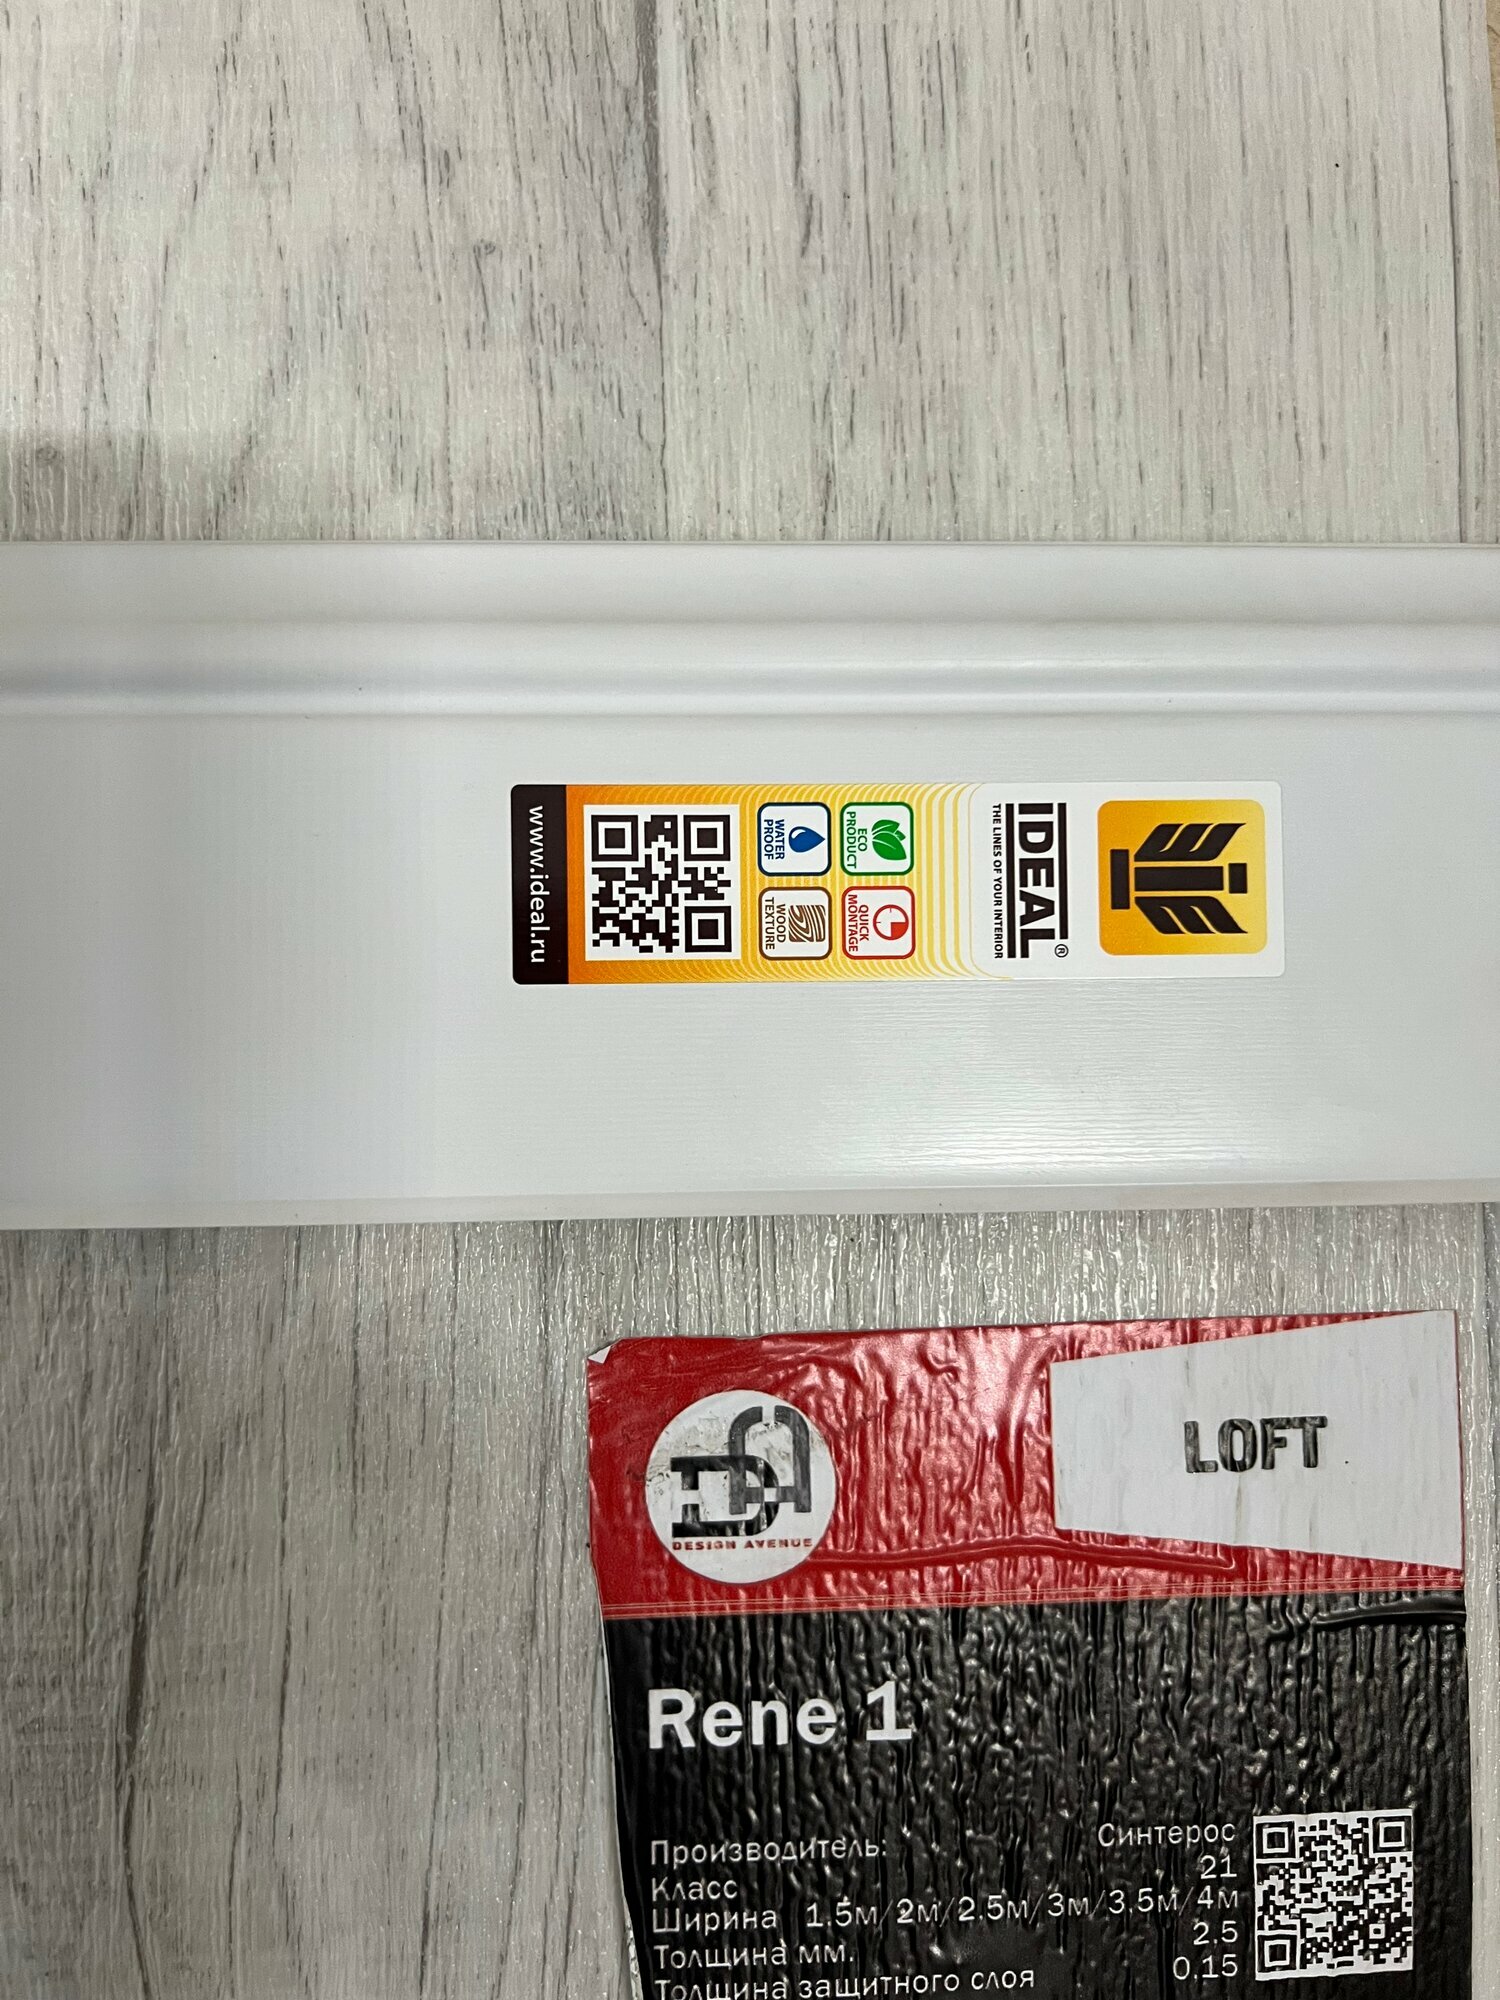 IDEAL®
THE LINES OF YOUR INTERIOR
ECO
PRODUCT
QUICK
MONTAGE
WATER
PROOF
WOOD
TEXTURE
www.ideal.ru
DA
DESIGN AVENUE
LOFT
Rene 1
Производитель: Синтерос
Класс 21
Ширина 1.5м/2м/2.5м/3м/3.5м/4м
Толщина мм. 2.5
Толщина защитного слоя 0.15